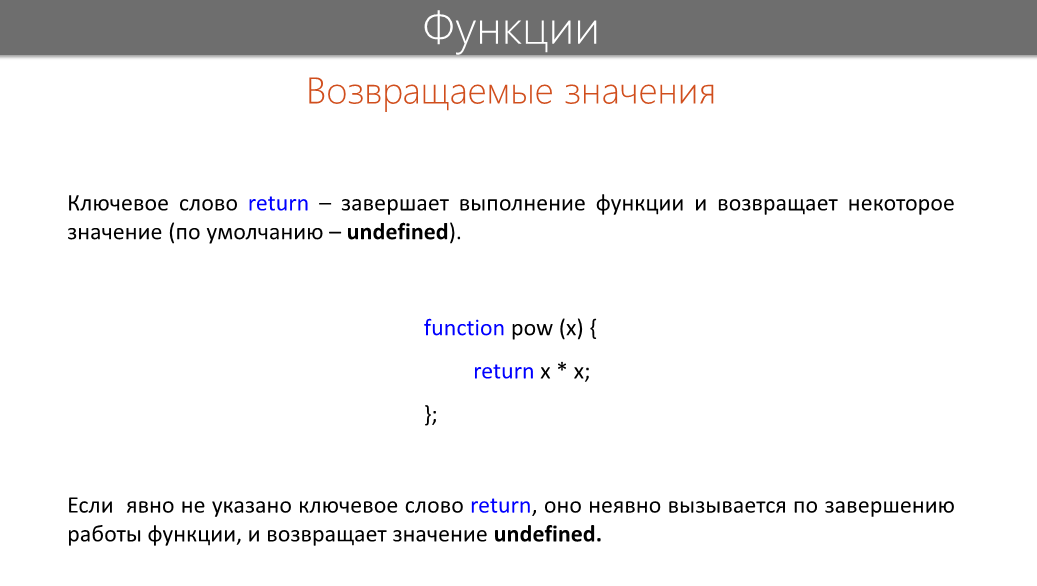 Функции
Возвращаемые значения
Ключевое слово return – завершает выполнение функции и возвращает некоторое
значение (по умолчанию – undefined).
function pow (x) {
return x * x;
};
Если явно не указано ключевое слово return, оно неявно вызывается по завершению
работы функции, и возвращает значение undefined.